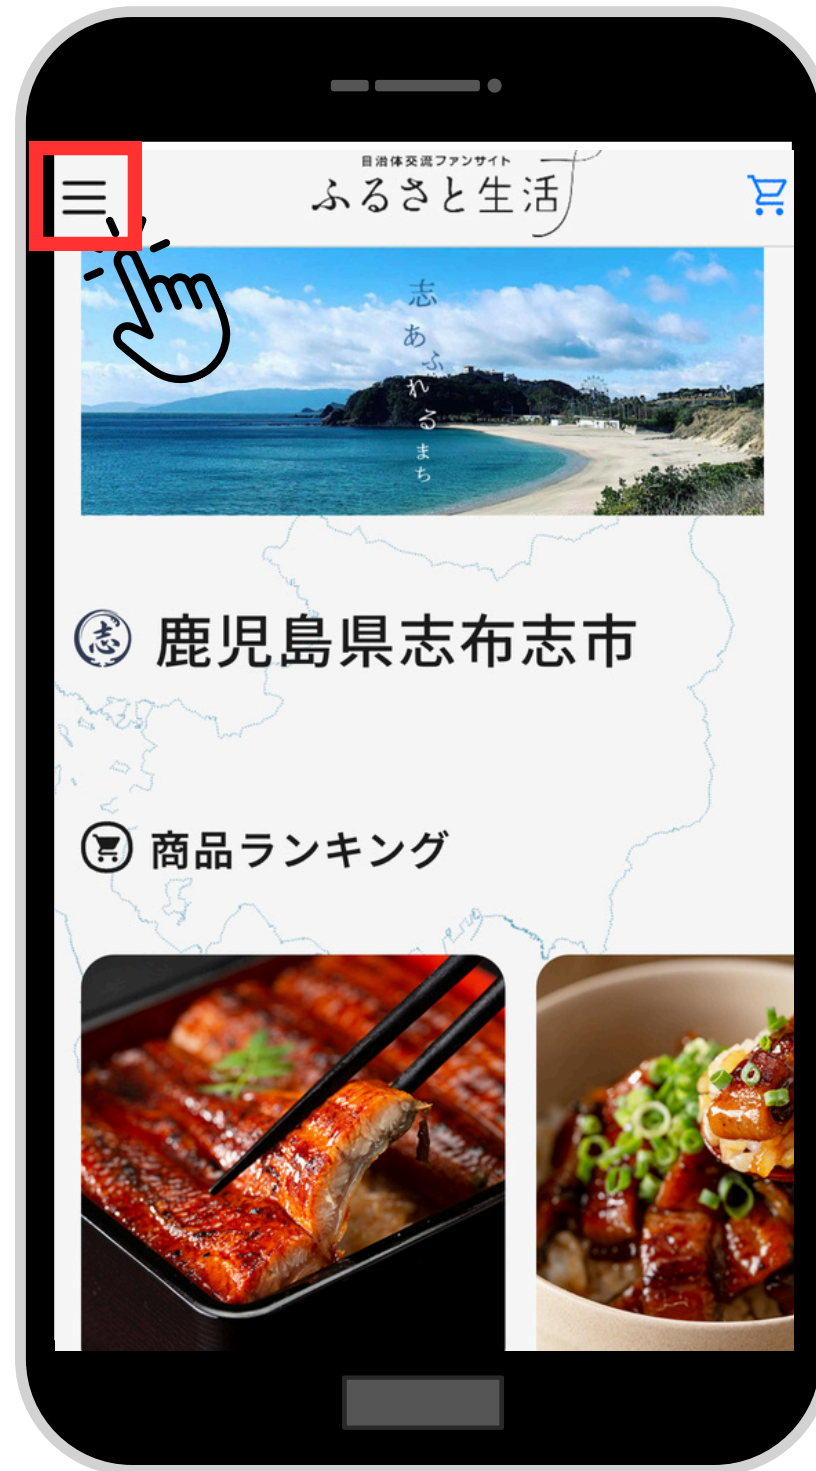 自治体交流ファンサイト
ふるさと生活
志あふれるまち
志
鹿児島県志布志市
商品ランキング